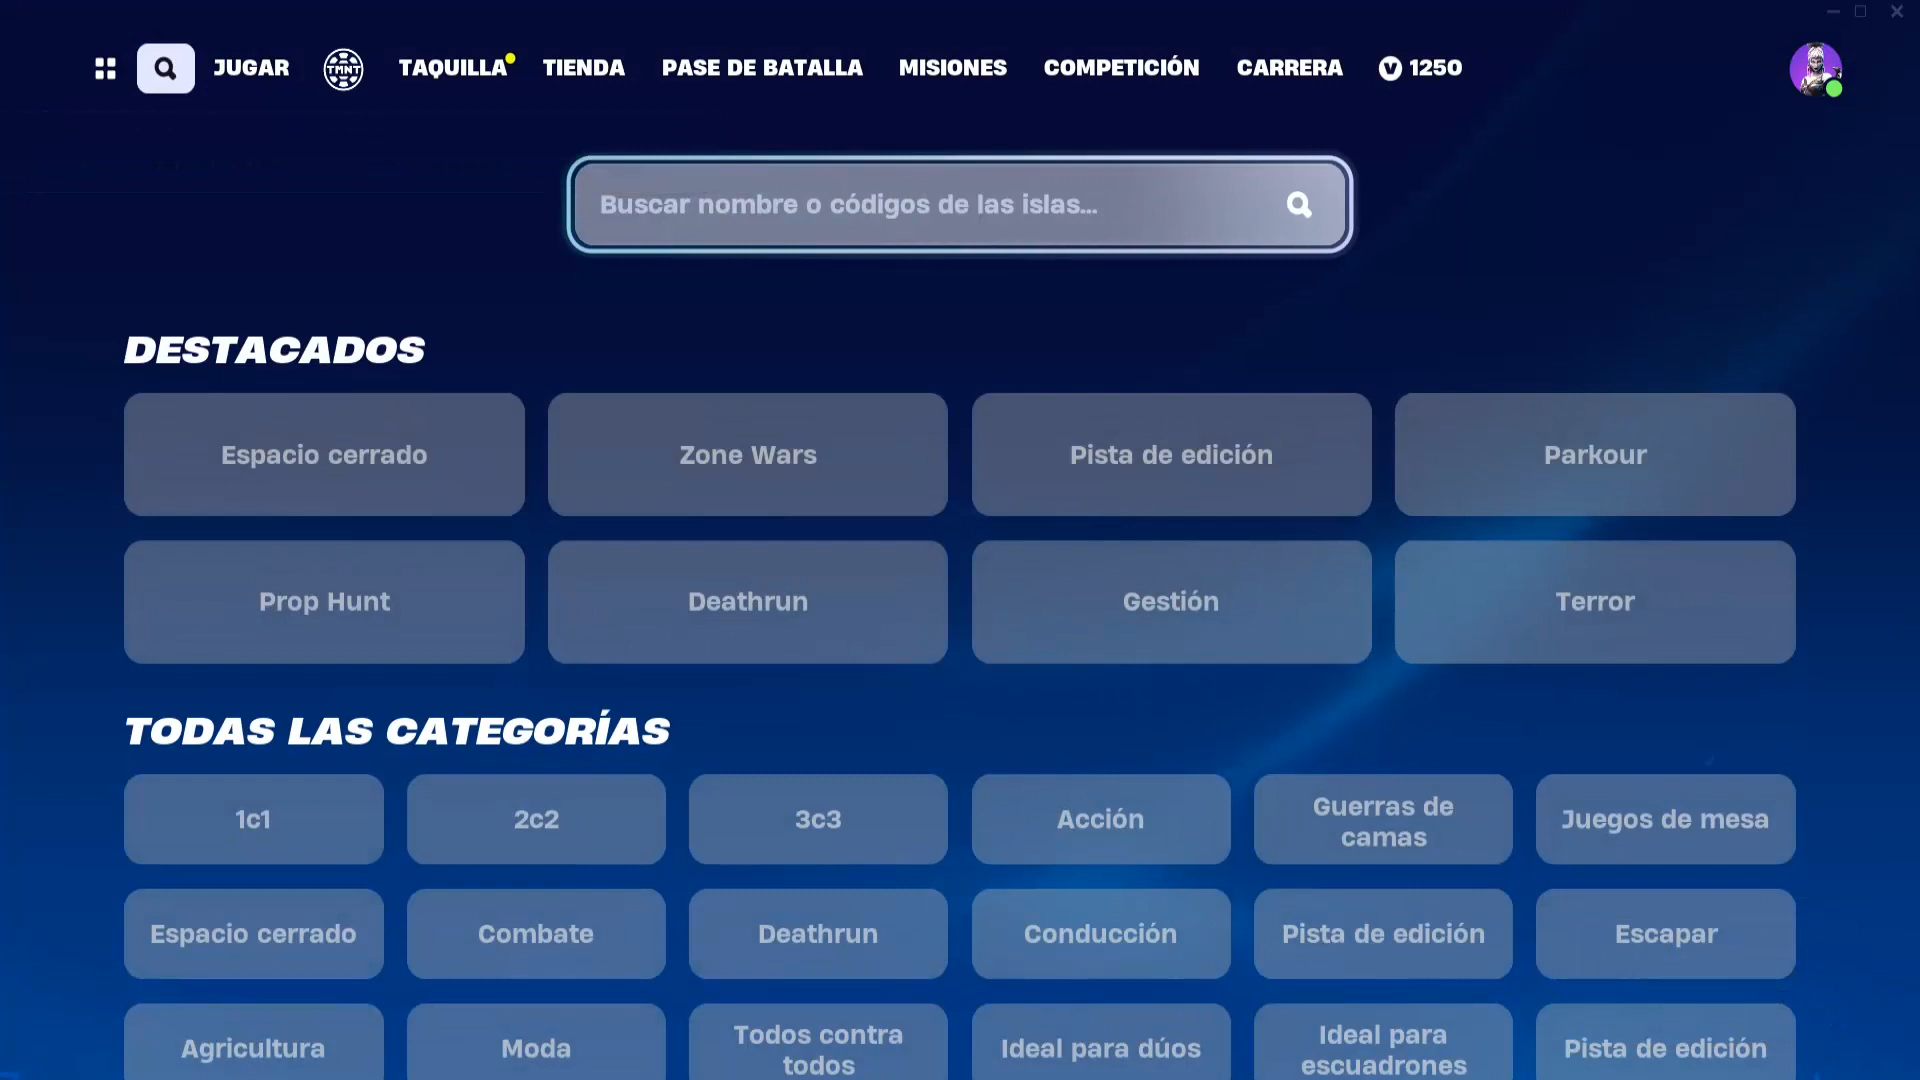 JUGAR TMNT TAQUILLA TIENDA PASE DE BATALLA MISIONES COMPETICIÓN CARRERA V 1250
Buscar nombre o códigos de las islas...
DESTACADOS
Espacio cerrado Zone Wars Pista de edición Parkour
Prop Hunt Deathrun Gestión Terror
TODAS LAS CATEGORÍAS
1c1 2c2 3c3 Acción Guerras de camas Juegos de mesa
Espacio cerrado Combate Deathrun Conducción Pista de edición Escapar
Agricultura Moda Todos contra todos Ideal para dúos Ideal para escuadrones Pista de edición